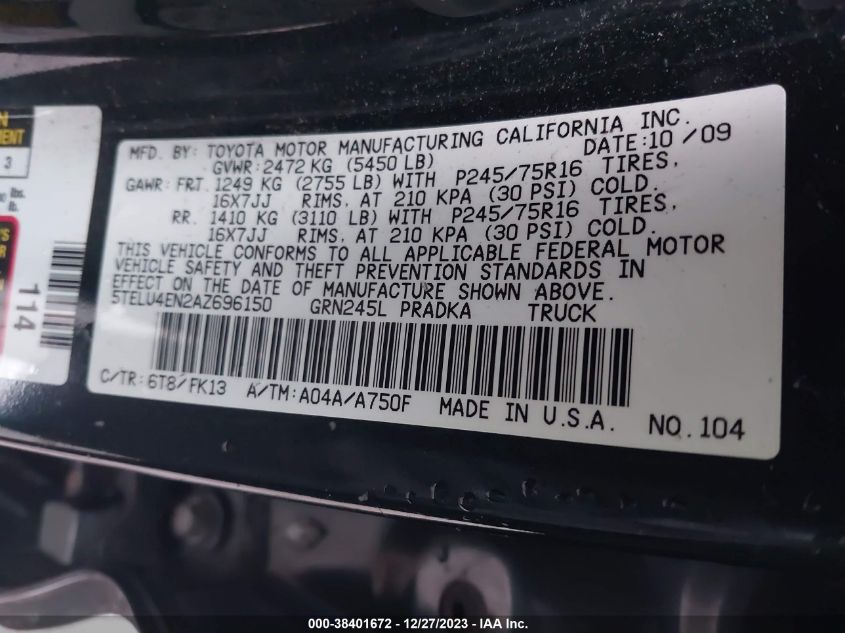 N
MENT
3
lbs.
lb.
'S
R
N
114
MFD. BY: TOYOTA MOTOR MANUFACTURING CALIFORNIA INC.
GVWR: 2472 KG (5450 LB) DATE: 10 / 09
GAWR: FRT. 1249 KG (2755 LB) WITH P245/75R16 TIRES,
16X7JJ RIMS, AT 210 KPA (30 PSI) COLD.
RR. 1410 KG (3110 LB) WITH P245/75R16 TIRES,
16X7JJ RIMS, AT 210 KPA (30 PSI) COLD.
THIS VEHICLE CONFORMS TO ALL APPLICABLE FEDERAL MOTOR
VEHICLE SAFETY AND THEFT PREVENTION STANDARDS IN
EFFECT ON THE DATE OF MANUFACTURE SHOWN ABOVE.
5TELU4EN2AZ696150 GRN245L PRADKA TRUCK
C/TR: 6T8/FK13 A/TM: A04A/A750F MADE IN U.S.A. NO. 104
000-38401672 - 12/27/2023 - IAA Inc.